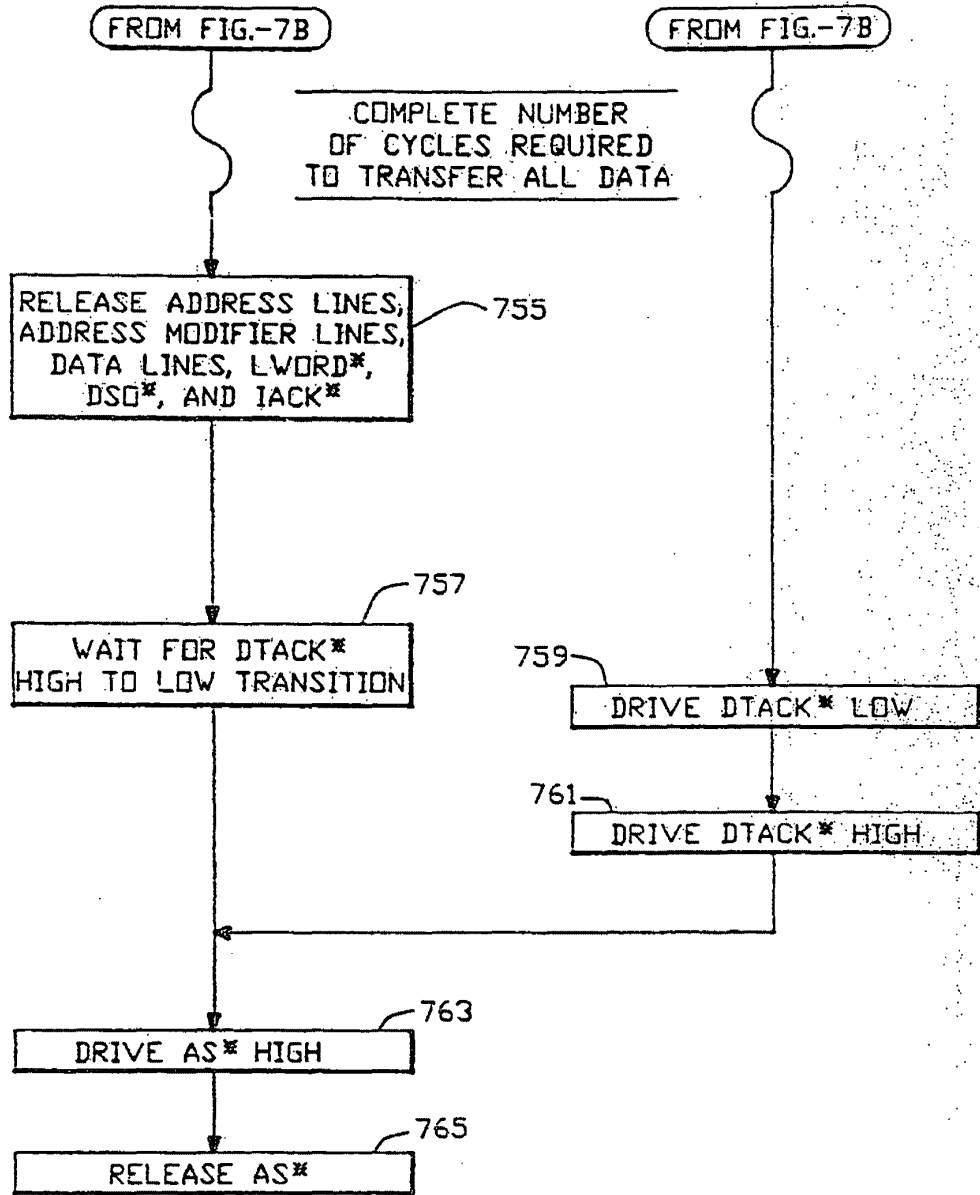 FROM FIG.-7B
FROM FIG.-7B
COMPLETE NUMBER
OF CYCLES REQUIRED
TO TRANSFER ALL DATA
RELEASE ADDRESS LINES,
ADDRESS MODIFIER LINES,
DATA LINES, LWORD*,
DS0*, AND IACK*
755
757
WAIT FOR DTACK*
HIGH TO LOW TRANSITION
759
DRIVE DTACK* LOW
761
DRIVE DTACK* HIGH
763
DRIVE AS* HIGH
765
RELEASE AS*